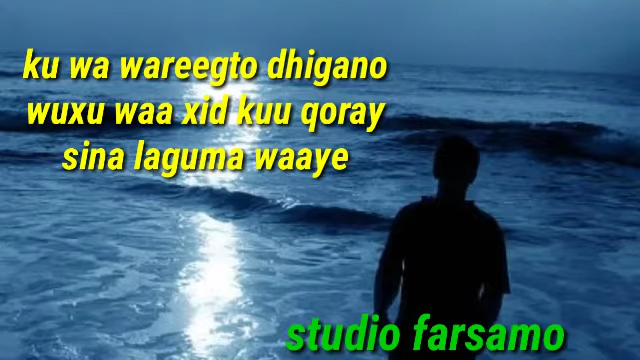 ku wa wareegto dhigano
wuxu waa xid kuu qoray
sina laguma waaye
studio farsamo